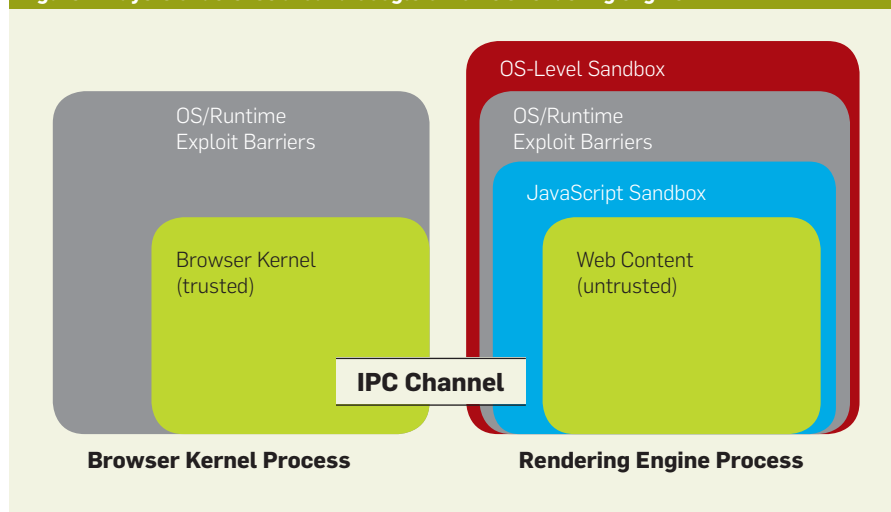 OS-Level Sandbox
OS/Runtime
Exploit Barriers
OS/Runtime
Exploit Barriers
JavaScript Sandbox
Browser Kernel
(trusted)
Web Content
(untrusted)
IPC Channel
Browser Kernel Process
Rendering Engine Process